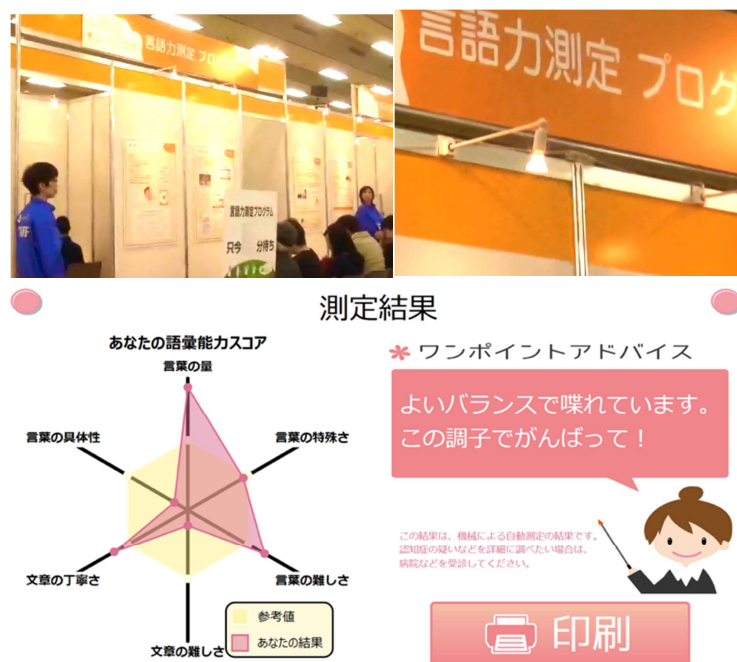 言語力測定 プロ
言語力測定 プログ
言語力測定プログラム
只今 分待ち
測定結果
あなたの語彙能力スコア
言葉の量
言葉の特殊さ
言葉の難しさ
文章の難しさ
文章の丁寧さ
言葉の具体性
参考値
あなたの結果
ワンポイントアドバイス
よいバランスで喋れています。
この調子でがんばって！
この結果は、機械による自動測定の結果です。
認知症の疑いなどを詳細に調べたい場合は、
病院などを受診してください。
印刷